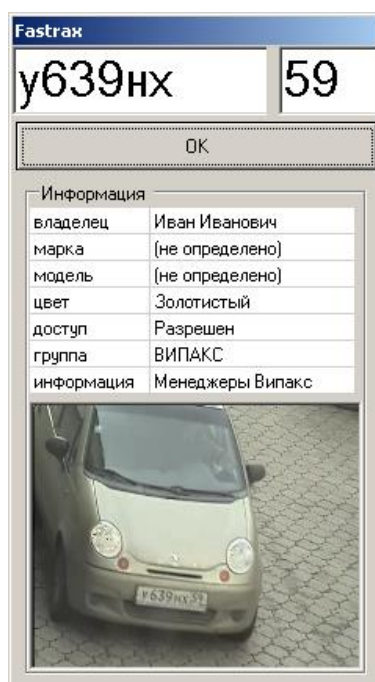 Fastrax
у639нх 59
OK
Информация
владелец Иван Иванович
марка (не определено)
модель (не определено)
цвет Золотистый
доступ Разрешен
группа ВИПАКС
информация Менеджеры Випакс
у639нх59